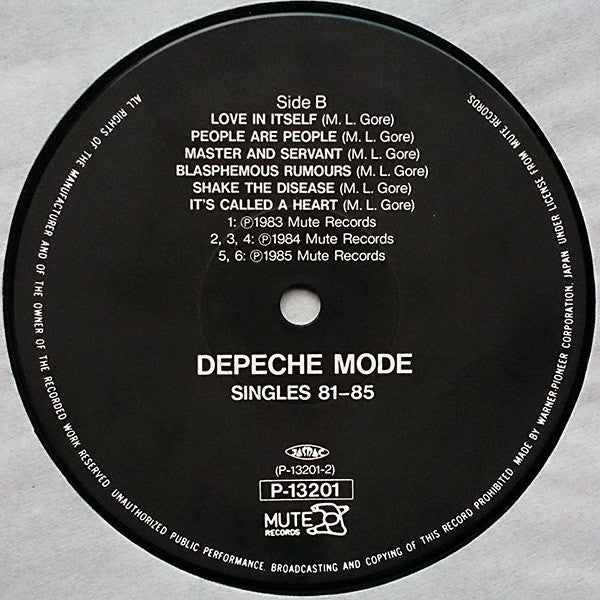 Side B
LOVE IN ITSELF (M. L. Gore)
PEOPLE ARE PEOPLE (M. L. Gore)
MASTER AND SERVANT (M. L. Gore)
BLASPHEMOUS RUMOURS (M. L. Gore)
SHAKE THE DISEASE (M. L. Gore)
IT'S CALLED A HEART (M. L. Gore)
1: ℗1983 Mute Records
2, 3, 4: ℗1984 Mute Records
5, 6: ℗1985 Mute Records
DEPECHE MODE
SINGLES 81–85
JASRAC
(P-13201-2)
P-13201
MUTE
RECORDS
ALL RIGHTS OF THE MANUFACTURER AND OF THE OWNER OF THE RECORDED WORK RESERVED. UNAUTHORIZED PUBLIC PERFORMANCE, BROADCASTING AND COPYING OF THIS RECORD PROHIBITED. MADE BY WARNER-PIONEER CORPORATION, JAPAN UNDER LICENSE FROM MUTE RECORDS.